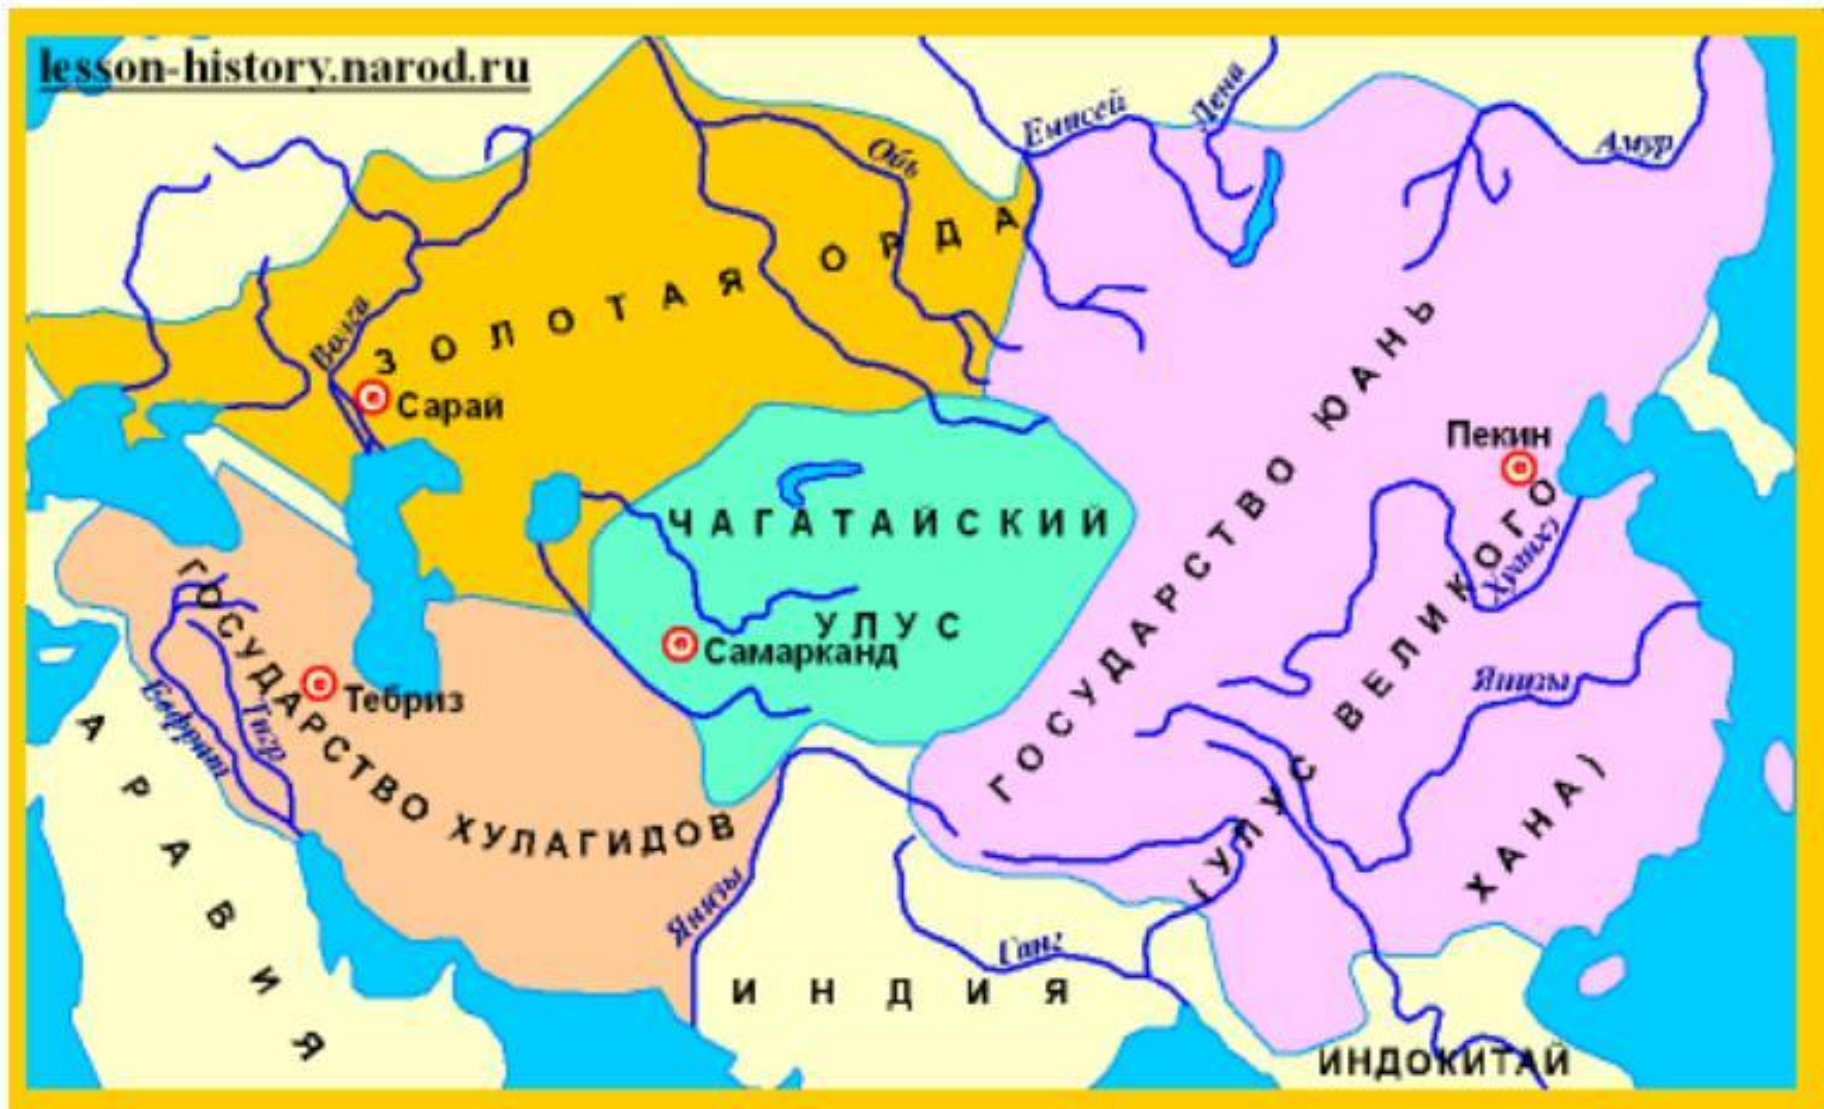 lesson-history.narod.ru
Енисей
Лена
Амур
Обь
ЗОЛОТАЯ ОРДА
Волга
Сарай
Пекин
ЧАГАТАЙСКИЙ
УЛУС
Самарканд
ГОСУДАРСТВО ЮАНЬ
(УЛУС ВЕЛИКОГО
ХАНА)
Хуанхэ
Янцзы
Тебриз
ГОСУДАРСТВО ХУЛАГИДОВ
Евфрат
Тигр
АРАВИЯ
Янцзы
Ганг
ИНДИЯ
ИНДОКИТАЙ